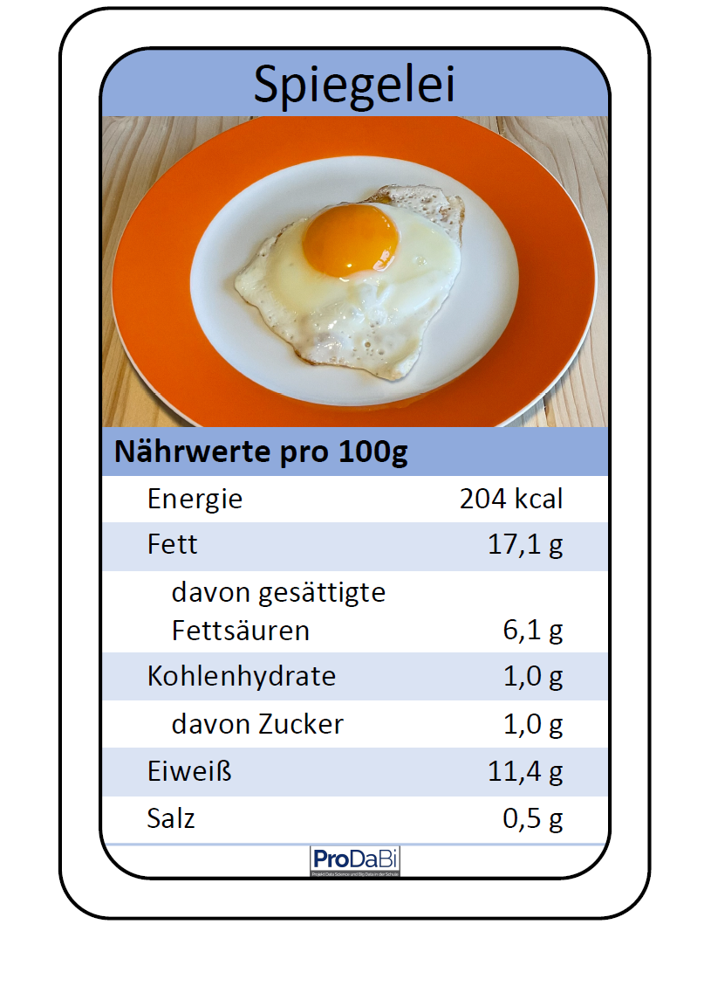 Spiegelei
Nährwerte pro 100g
Energie 204 kcal
Fett 17,1 g
davon gesättigte
Fettsäuren 6,1 g
Kohlenhydrate 1,0 g
davon Zucker 1,0 g
Eiweiß 11,4 g
Salz 0,5 g
ProDaBi
Projekt Data Science und Big Data in der Schule